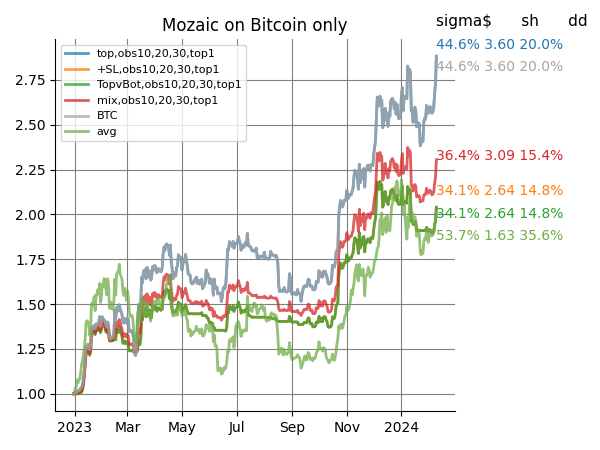 Mozaic on Bitcoin only
sigma$ sh dd
44.6% 3.60 20.0%
44.6% 3.60 20.0%
36.4% 3.09 15.4%
34.1% 2.64 14.8%
34.1% 2.64 14.8%
53.7% 1.63 35.6%
top,obs10,20,30,top1
+SL,obs10,20,30,top1
TopvBot,obs10,20,30,top1
mix,obs10,20,30,top1
BTC
avg
2.75
2.50
2.25
2.00
1.75
1.50
1.25
1.00
2023 Mar May Jul Sep Nov 2024